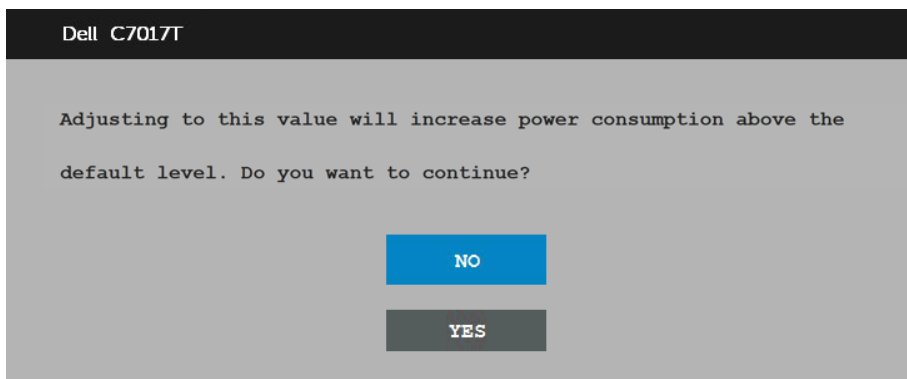 Dell C7017T
Adjusting to this value will increase power consumption above the
default level. Do you want to continue?
NO
YES